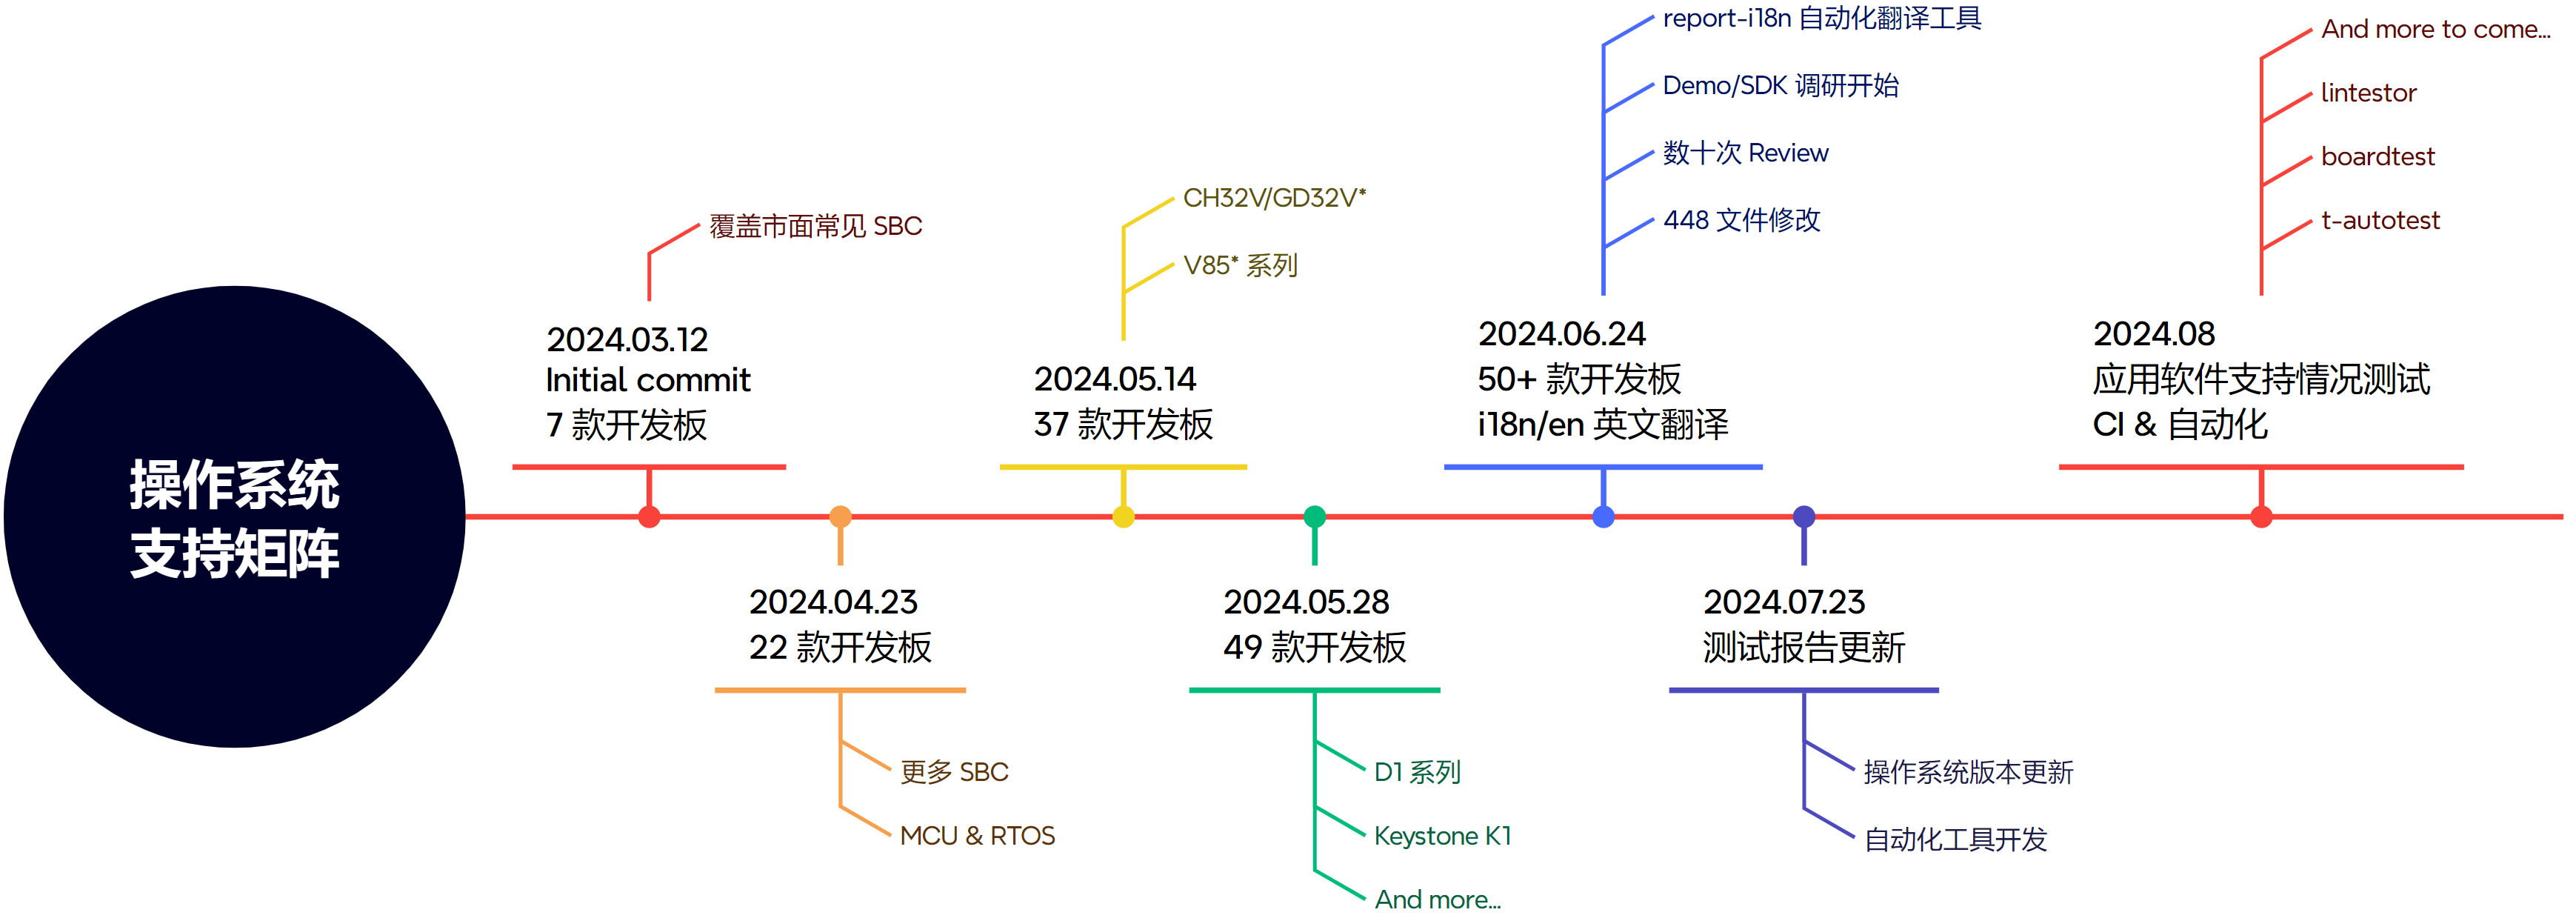 操作系统
支持矩阵
覆盖市面常见 SBC
2024.03.12
Initial commit
7 款开发板
2024.04.23
22 款开发板
更多 SBC
MCU & RTOS
CH32V/GD32V*
V85* 系列
2024.05.14
37 款开发板
2024.05.28
49 款开发板
D1 系列
Keystone K1
And more...
report-i18n 自动化翻译工具
Demo/SDK 调研开始
数十次 Review
448 文件修改
2024.06.24
50+ 款开发板
i18n/en 英文翻译
2024.07.23
测试报告更新
操作系统版本更新
自动化工具开发
And more to come...
lintestor
boardtest
t-autotest
2024.08
应用软件支持情况测试
CI & 自动化